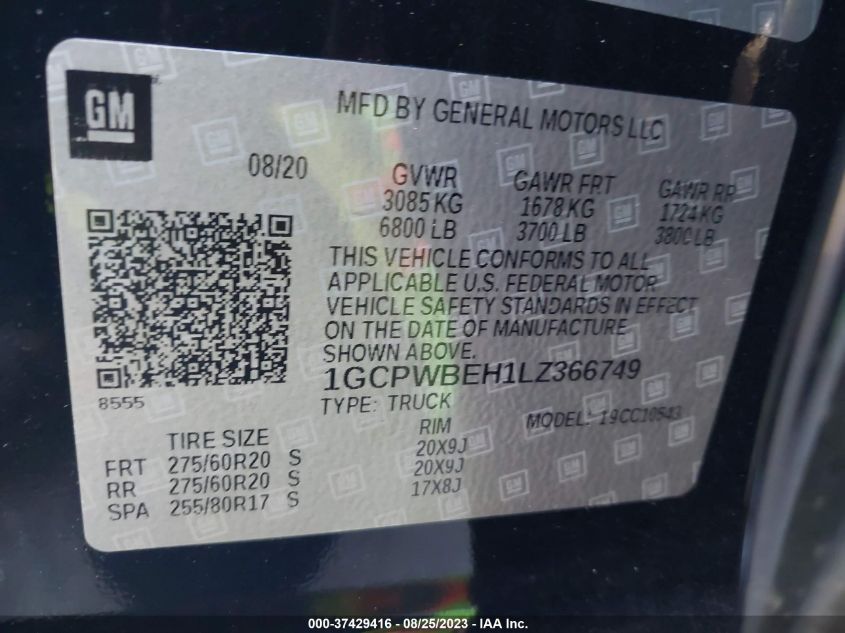 GM
MFD BY GENERAL MOTORS LLC
08/20
GVWR GAWR FRT GAWR RR
3085 KG 1678 KG 1724 KG
6800 LB 3700 LB 3800 LB
THIS VEHICLE CONFORMS TO ALL
APPLICABLE U.S. FEDERAL MOTOR
VEHICLE SAFETY STANDARDS IN EFFECT
ON THE DATE OF MANUFACTURE
SHOWN ABOVE.
1GCPWBEH1LZ366749
8555
TYPE: TRUCK
MODEL: 19CC10543
TIRE SIZE RIM
FRT 275/60R20 S 20X9J
RR 275/60R20 S 20X9J
SPA 255/80R17 S 17X8J
000-37429416 - 08/25/2023 - IAA Inc.